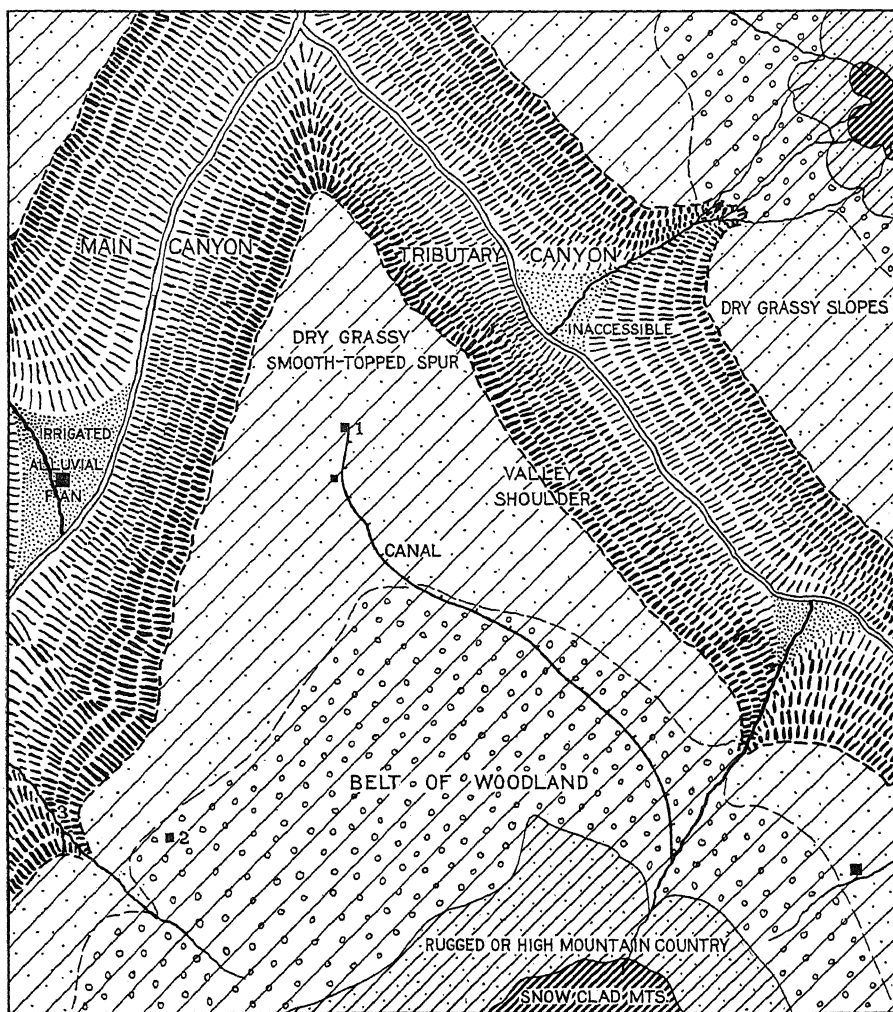 MAIN CANYON
TRIBUTARY CANYON
DRY GRASSY SLOPES
INACCESSIBLE
DRY GRASSY
SMOOTH-TOPPED SPUR
1
IRRIGATED
ALLUVIAL
FAN
VALLEY
SHOULDER
CANAL
BELT OF WOODLAND
3
2
RUGGED OR HIGH MOUNTAIN COUNTRY
SNOW CLAD MTS.